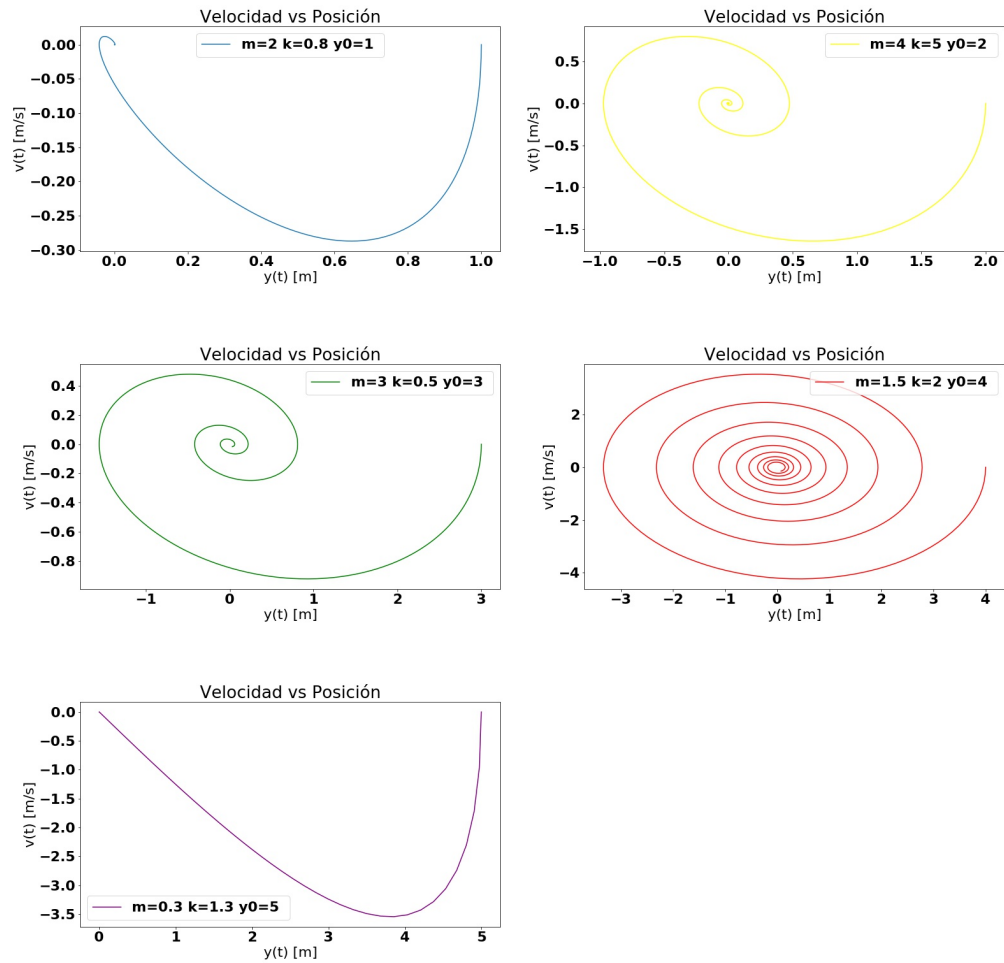 Velocidad vs Posición
m=2 k=0.8 y0=1
v(t) [m/s]
0.00
−0.05
−0.10
−0.15
−0.20
−0.25
−0.30
0.0 0.2 0.4 0.6 0.8 1.0
y(t) [m]
Velocidad vs Posición
m=4 k=5 y0=2
v(t) [m/s]
0.5
0.0
−0.5
−1.0
−1.5
−1.0 −0.5 0.0 0.5 1.0 1.5 2.0
y(t) [m]
Velocidad vs Posición
m=3 k=0.5 y0=3
v(t) [m/s]
0.4
0.2
0.0
−0.2
−0.4
−0.6
−0.8
−1 0 1 2 3
y(t) [m]
Velocidad vs Posición
m=1.5 k=2 y0=4
v(t) [m/s]
2
0
−2
−4
−3 −2 −1 0 1 2 3 4
y(t) [m]
Velocidad vs Posición
v(t) [m/s]
0.0
−0.5
−1.0
−1.5
−2.0
−2.5
−3.0
−3.5
m=0.3 k=1.3 y0=5
0 1 2 3 4 5
y(t) [m]